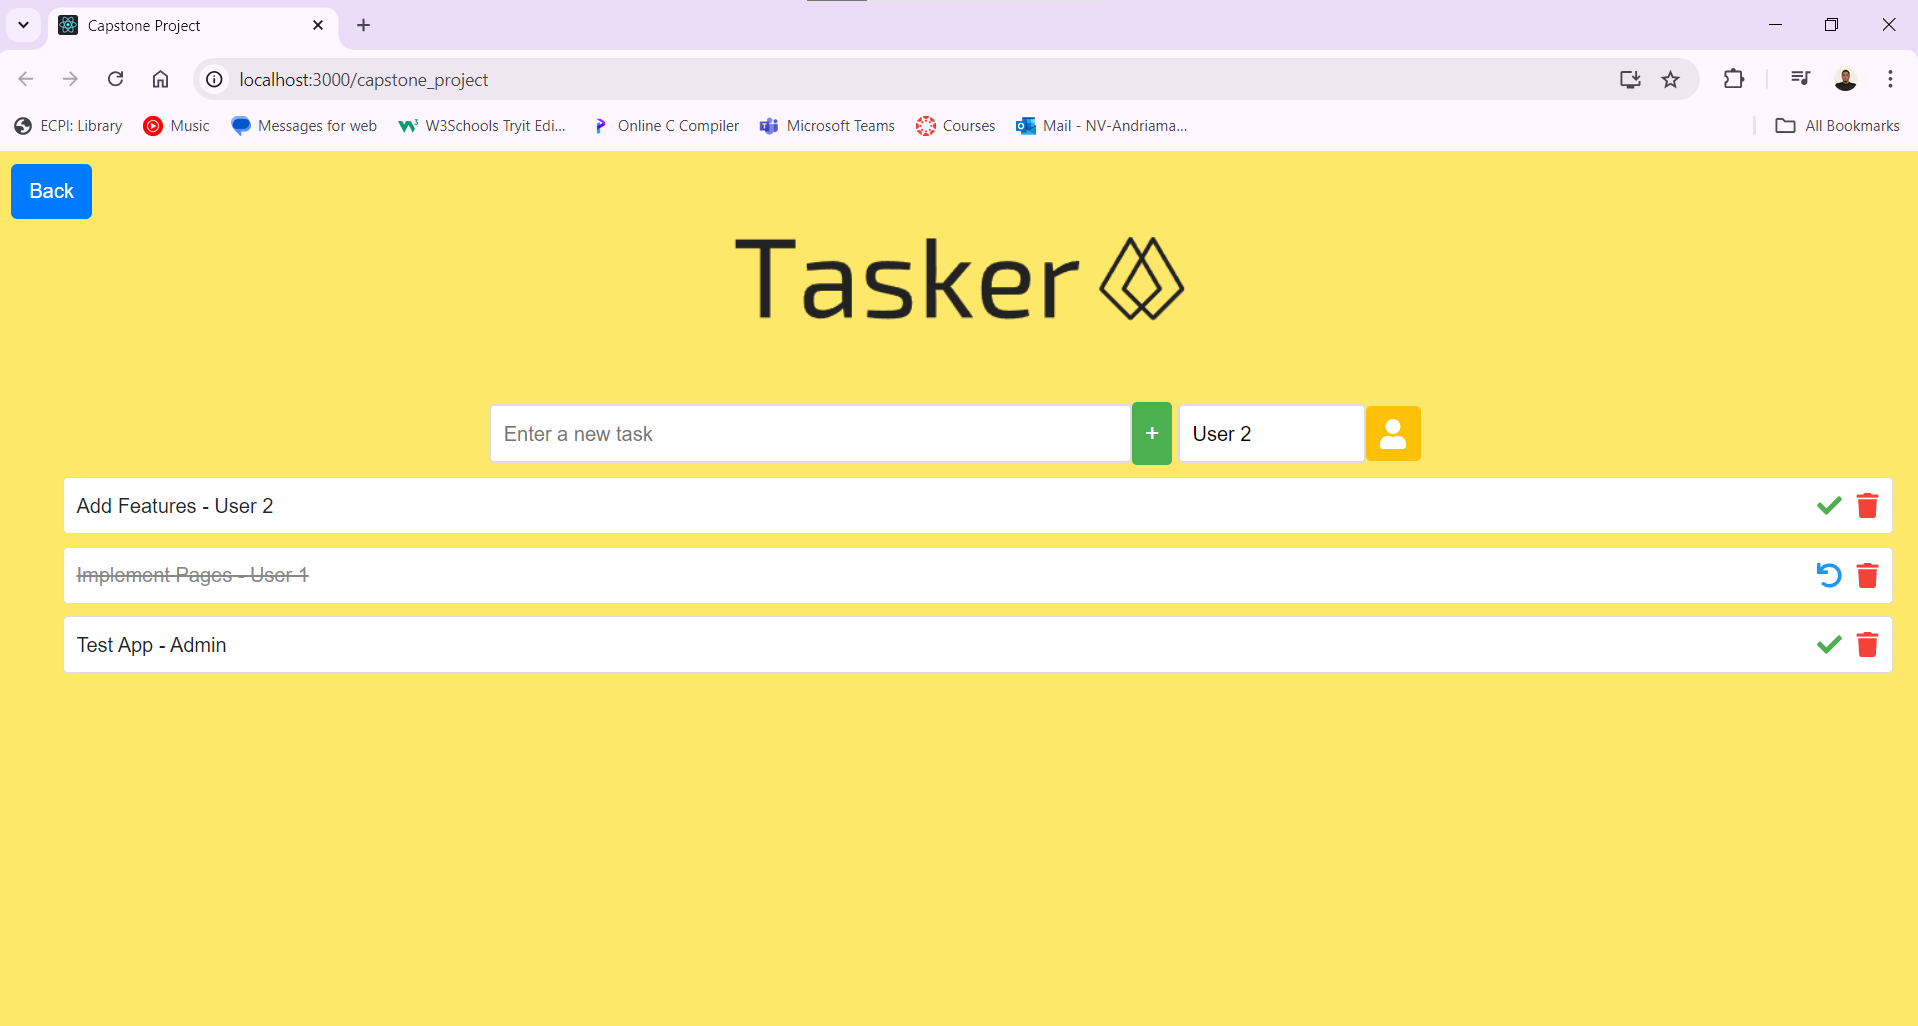 Capstone Project
localhost:3000/capstone_project
ECPI: Library Music Messages for web W3Schools Tryit Edi... Online C Compiler Microsoft Teams Courses Mail - NV-Andriama... All Bookmarks
Back
Tasker
Enter a new task + User 2
Add Features - User 2
Implement Pages - User 1
Test App - Admin